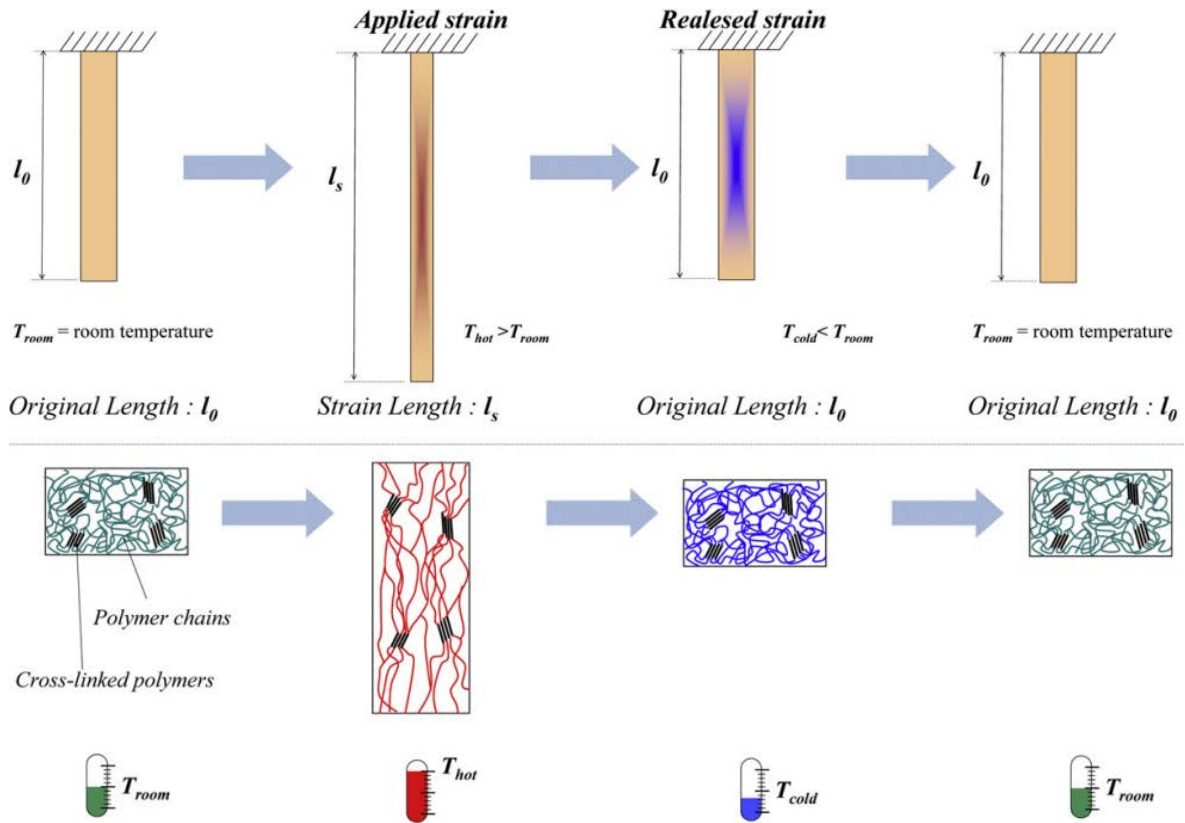 Applied strain
Realesed strain
l0
ls
l0
l0
Troom = room temperature
Thot >Troom
Tcold< Troom
Troom = room temperature
Original Length : l0
Strain Length : ls
Original Length : l0
Original Length : l0
Polymer chains
Cross-linked polymers
Troom
Thot
Tcold
Troom